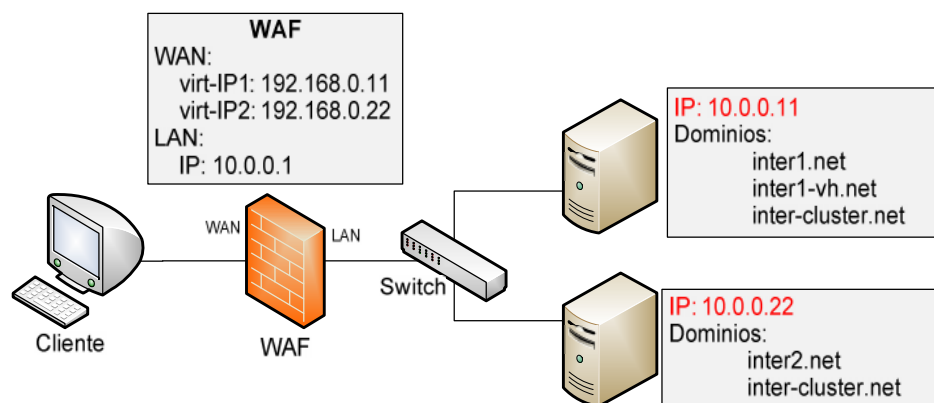 WAF
WAN:
virt-IP1: 192.168.0.11
virt-IP2: 192.168.0.22
LAN:
IP: 10.0.0.1
IP: 10.0.0.11
Dominios:
inter1.net
inter1-vh.net
inter-cluster.net
WAN
LAN
Switch
Cliente
WAF
IP: 10.0.0.22
Dominios:
inter2.net
inter-cluster.net